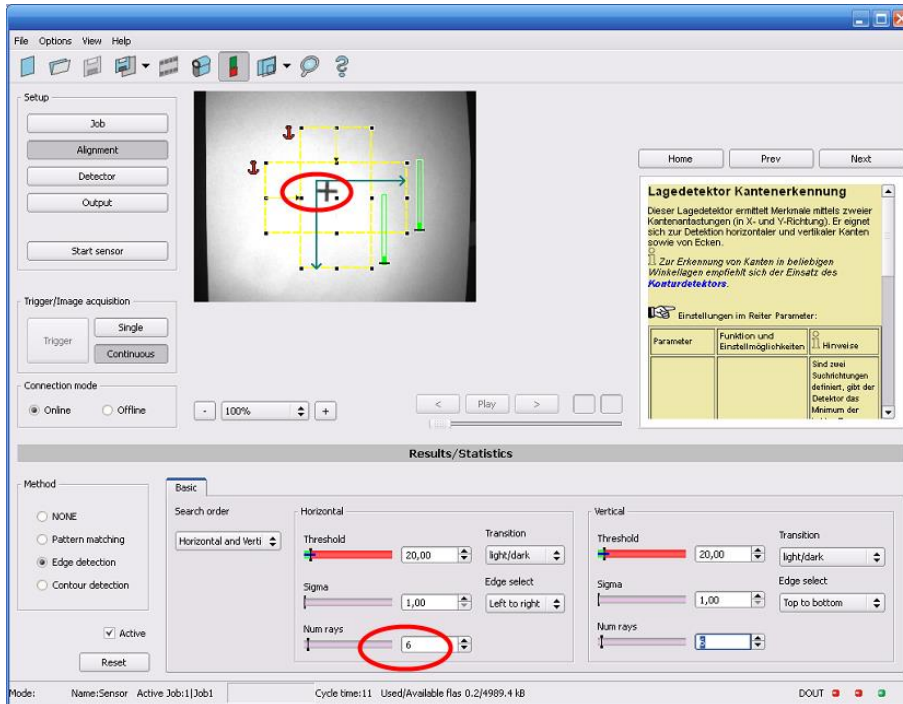 File Options View Help
Setup
Job
Alignment
Detector
Output
Start sensor
Trigger/Image acquisition
Trigger
Single
Continuous
Connection mode
Online
Offline
-
100%
+
<
Play
>
Home
Prev
Next
Lagedetektor Kantenerkennung
Dieser Lagedetektor ermittelt Merkmale mittels zweier
Kantenantastungen (in X- und Y-Richtung). Er eignet
sich zur Detektion horizontaler und vertikaler Kanten
sowie von Ecken.
Zur Erkennung von Kanten in beliebigen
Winkellagen empfiehlt sich der Einsatz des
Konturdetektors.
Einstellungen im Reiter Parameter:
Parameter
Funktion und
Einstellmöglichkeiten
Hinweise
Sind zwei
Suchrichtungen
definiert, gibt der
Detektor das
Minimum der
Results/Statistics
Method
NONE
Pattern matching
Edge detection
Contour detection
Active
Reset
Basic
Search order
Horizontal and Verti
Horizontal
Threshold
20,00
Transition
light/dark
Sigma
1,00
Edge select
Left to right
Num rays
6
Vertical
Threshold
20,00
Transition
light/dark
Sigma
1,00
Edge select
Top to bottom
Num rays
Mode: Name:Sensor Active Job:1|Job1 Cycle time:11 Used/Available flas 0.2/4989.4 kB DOUT